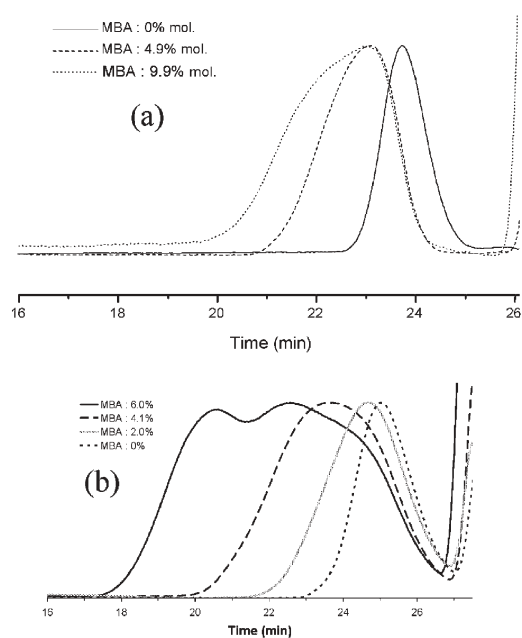 MBA : 0% mol.
MBA : 4.9% mol.
MBA : 9.9% mol.
(a)
16 18 20 22 24 26
Time (min)
MBA : 6.0%
MBA : 4.1%
MBA : 2.0%
MBA : 0%
(b)
16 18 20 22 24 26
Time (min)